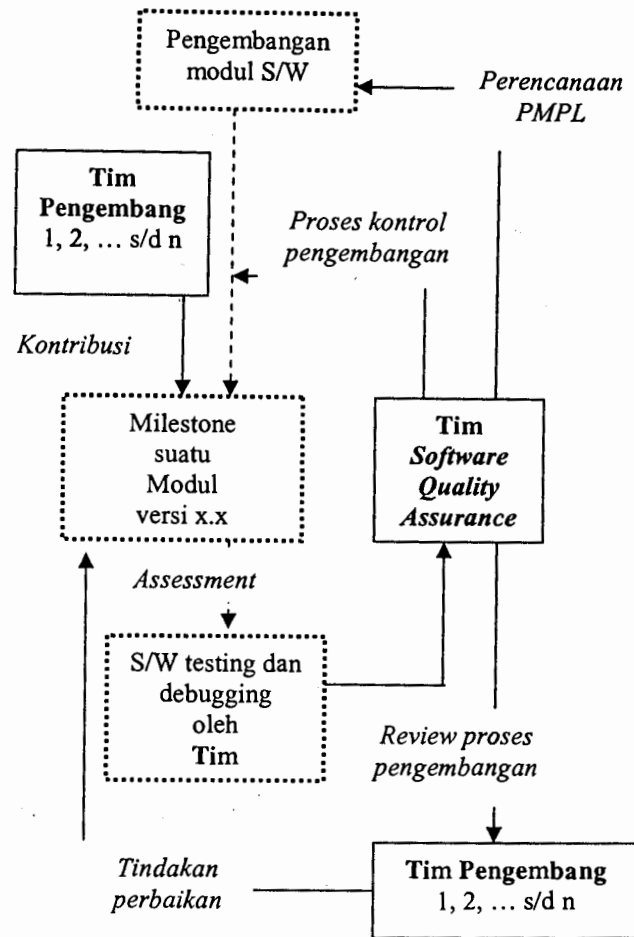 Pengembangan
modul S/W
Perencanaan
PMPL
Tim
Pengembang
1, 2, ... s/d n
Proses kontrol
pengembangan
Kontribusi
Milestone
suatu
Modul
versi x.x
Tim
Software
Quality
Assurance
Assessment
S/W testing dan
debugging
oleh
Tim
Review proses
pengembangan
Tindakan
perbaikan
Tim Pengembang
1, 2, ... s/d n